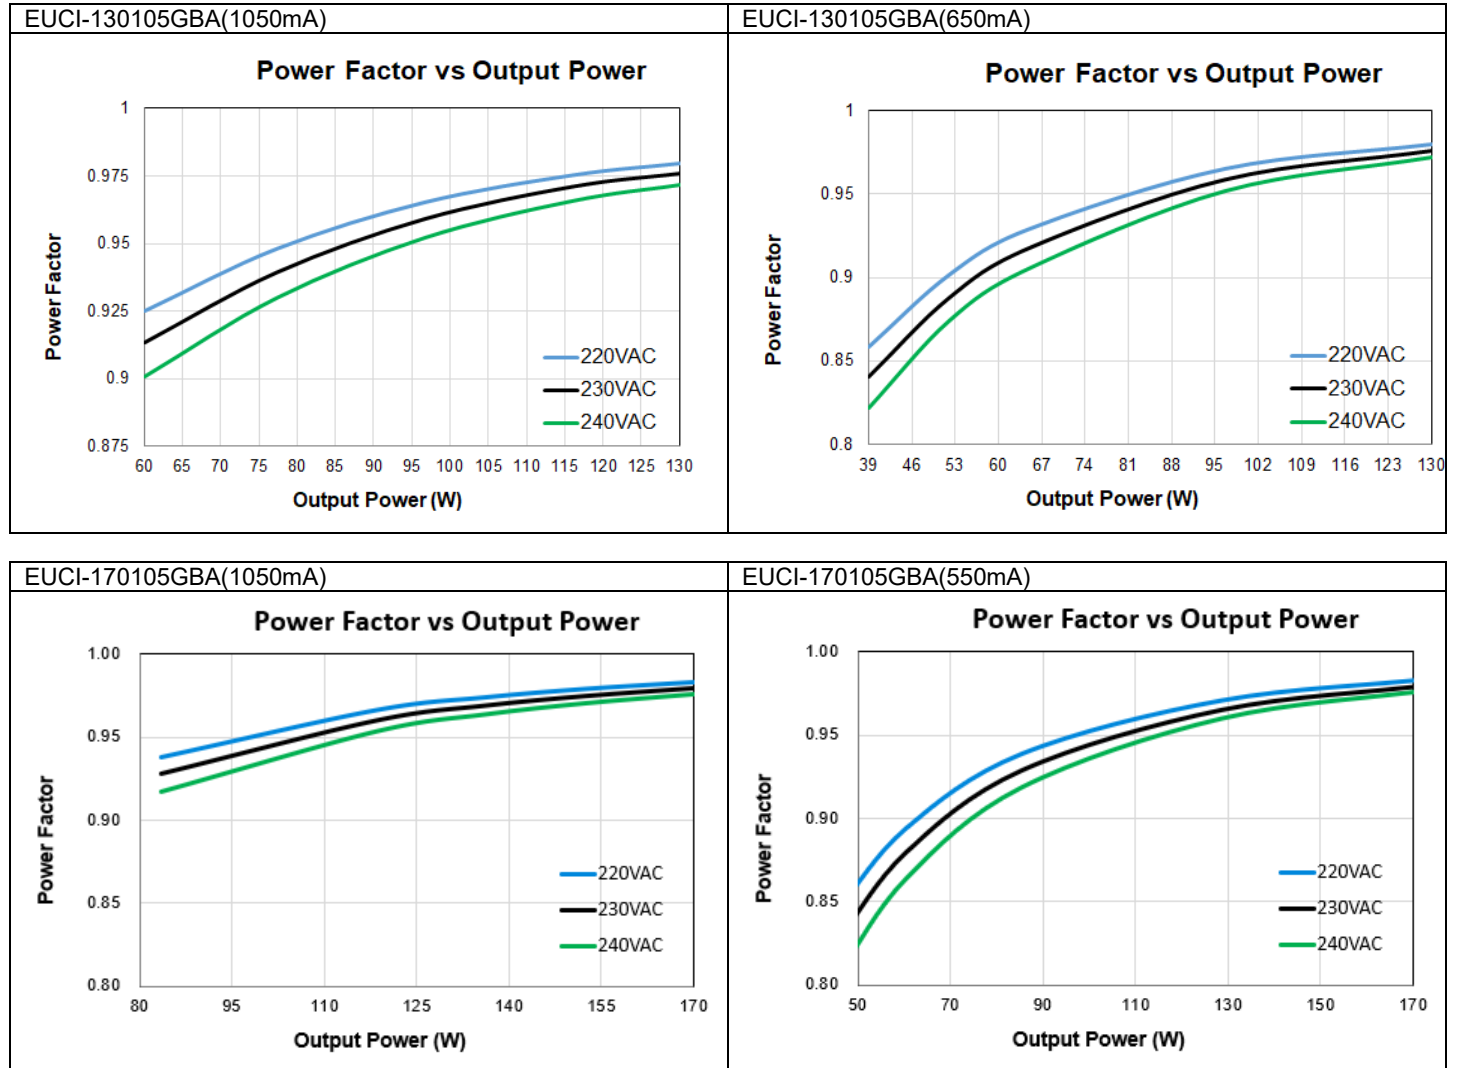 EUCI-130105GBA(1050mA)
Power Factor vs Output Power
1
0.975
0.95
0.925
0.9
0.875
Power Factor
220VAC
230VAC
240VAC
60 65 70 75 80 85 90 95 100 105 110 115 120 125 130
Output Power (W)
EUCI-130105GBA(650mA)
Power Factor vs Output Power
1
0.95
0.9
0.85
0.8
Power Factor
220VAC
230VAC
240VAC
39 46 53 60 67 74 81 88 95 102 109 116 123 130
Output Power (W)
EUCI-170105GBA(1050mA)
Power Factor vs Output Power
1.00
0.95
0.90
0.85
0.80
Power Factor
220VAC
230VAC
240VAC
80 95 110 125 140 155 170
Output Power (W)
EUCI-170105GBA(550mA)
Power Factor vs Output Power
1.00
0.95
0.90
0.85
0.80
Power Factor
220VAC
230VAC
240VAC
50 70 90 110 130 150 170
Output Power (W)